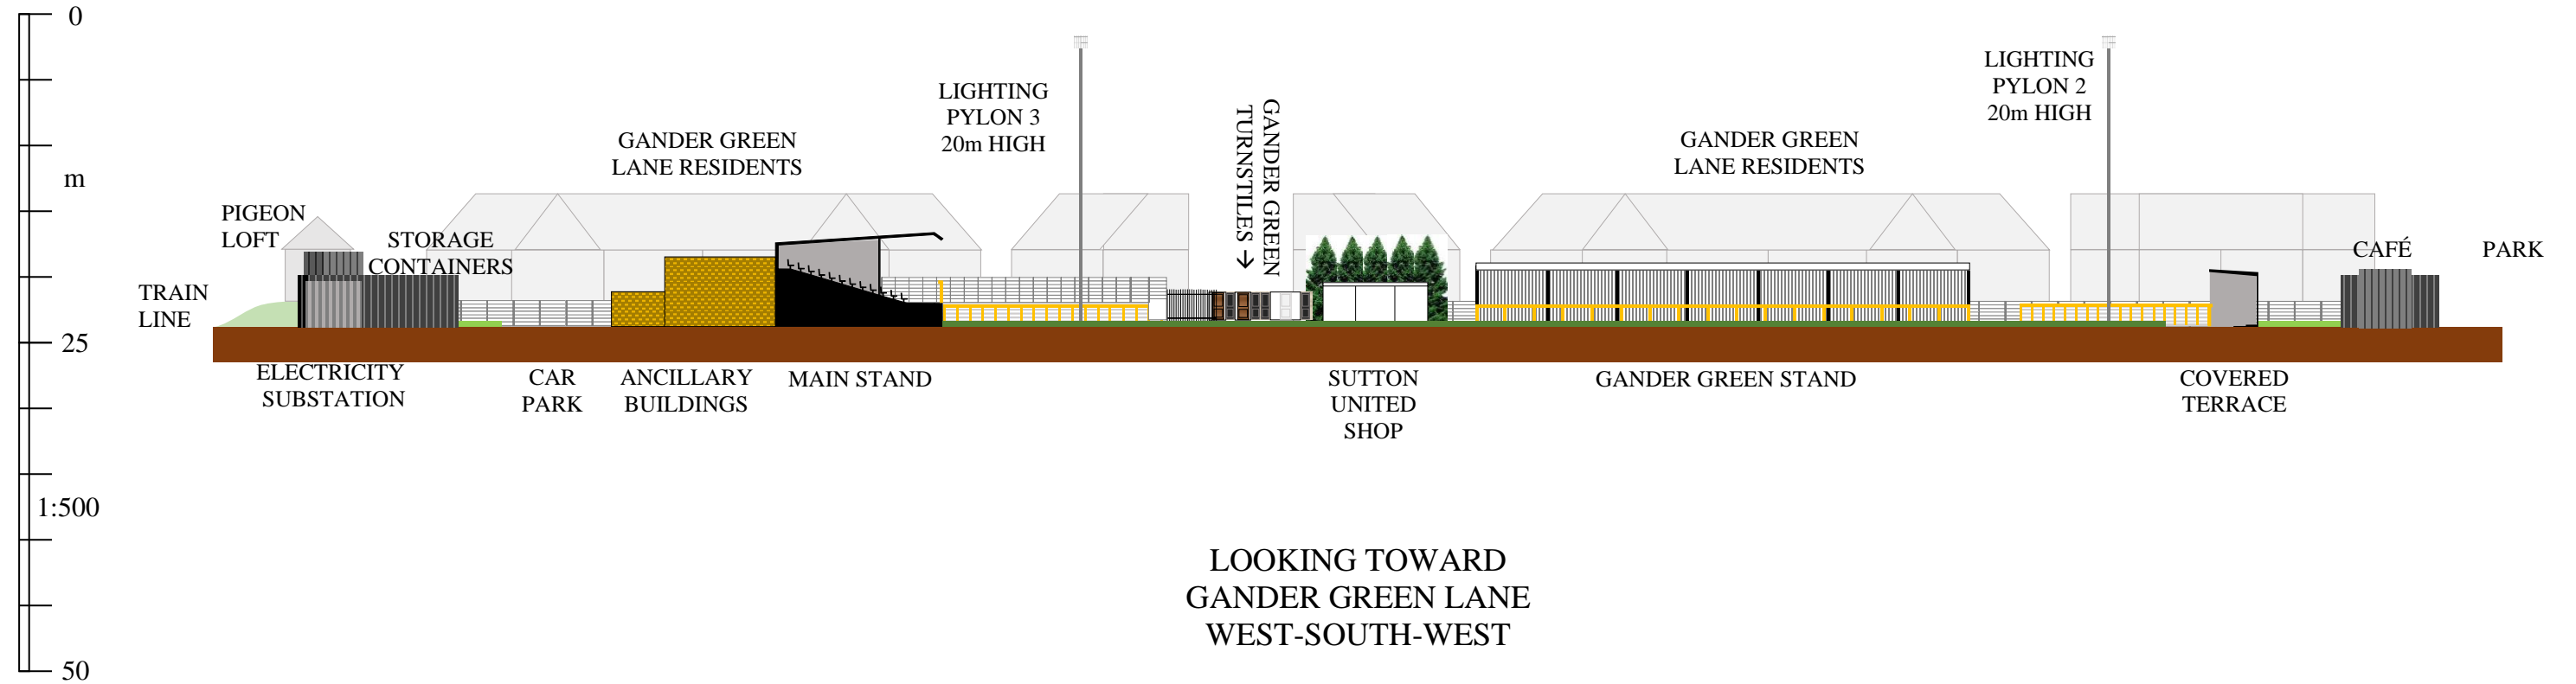 0
m
25
1:500
50
TRAIN
LINE
PIGEON
LOFT
STORAGE
CONTAINERS
GANDER GREEN
LANE RESIDENTS
LIGHTING
PYLON 3
20m HIGH
GANDER GREEN
TURNSTILES →
GANDER GREEN
LANE RESIDENTS
LIGHTING
PYLON 2
20m HIGH
CAFÉ
PARK
ELECTRICITY
SUBSTATION
CAR
PARK
ANCILLARY
BUILDINGS
MAIN STAND
SUTTON
UNITED
SHOP
GANDER GREEN STAND
COVERED
TERRACE
LOOKING TOWARD
GANDER GREEN LANE
WEST-SOUTH-WEST